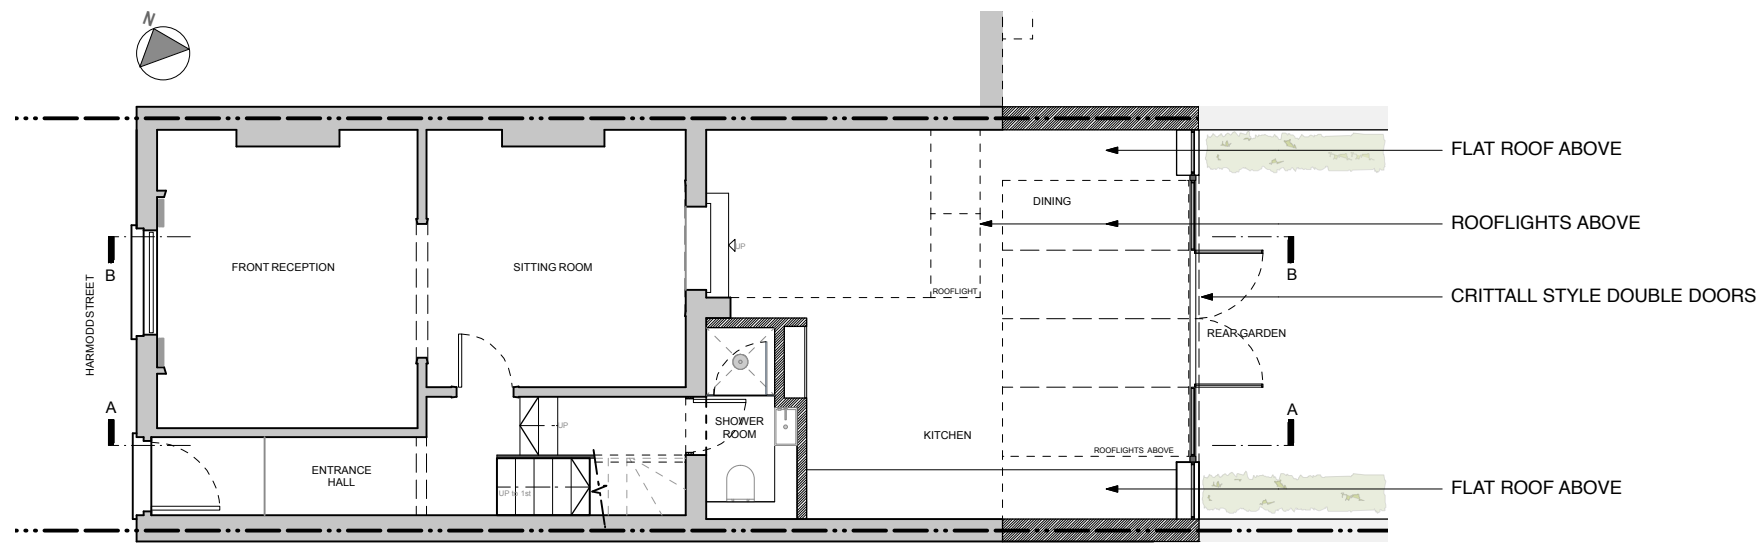 N
FLAT ROOF ABOVE
DINING
ROOFLIGHTS ABOVE
UP
B
B
FRONT RECEPTION
SITTING ROOM
ROOFLIGHT
CRITTALL STYLE DOUBLE DOORS
HARMODD STREET
REAR GARDEN
A
A
UP
SHOWER
ROOM
KITCHEN
ROOFLIGHTS ABOVE
ENTRANCE
HALL
UP to 1st
FLAT ROOF ABOVE